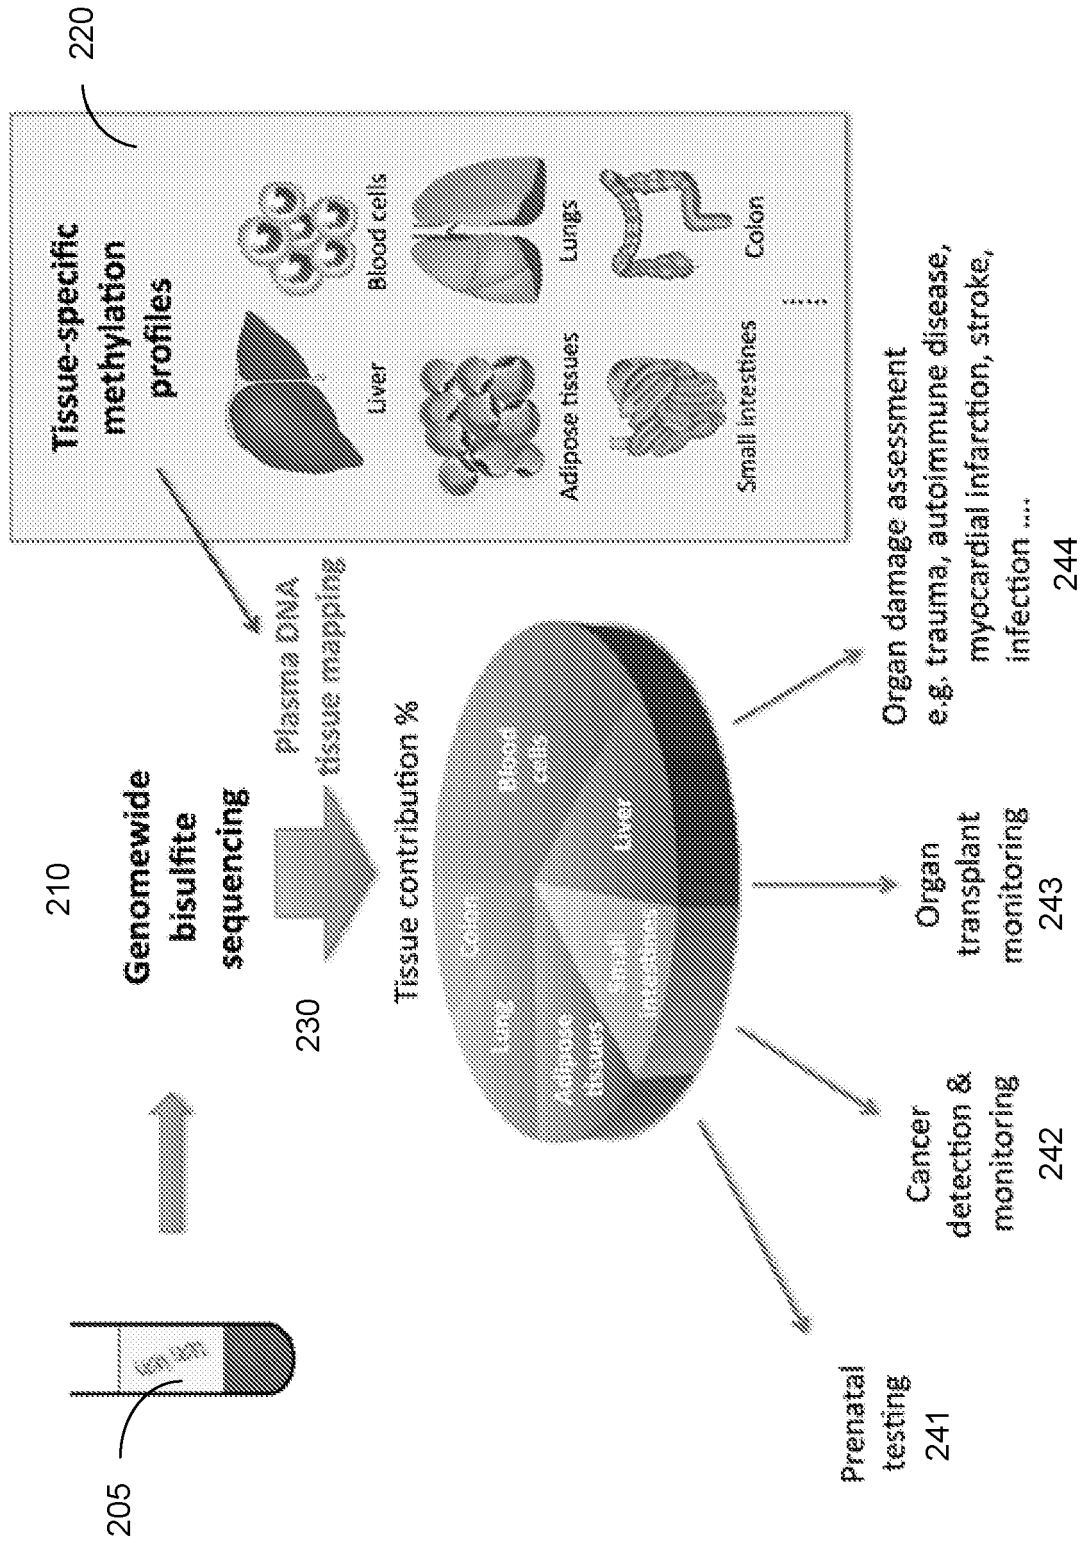 205
210
Genomewide
bisulfite
sequencing
220
Tissue-specific
methylation
profiles
Liver
Blood cells
Adipose tissues
Lungs
Small intestines
Colon
230
Plasma DNA
tissue mapping
Tissue contribution %
Blood
cells
Liver
Small
intestines
Adipose
tissues
Lung
Colon
Prenatal
testing
241
Cancer
detection &
monitoring
242
Organ
transplant
monitoring
243
Organ damage assessment
e.g. trauma, autoimmune disease,
myocardial infarction, stroke,
infection ....
244